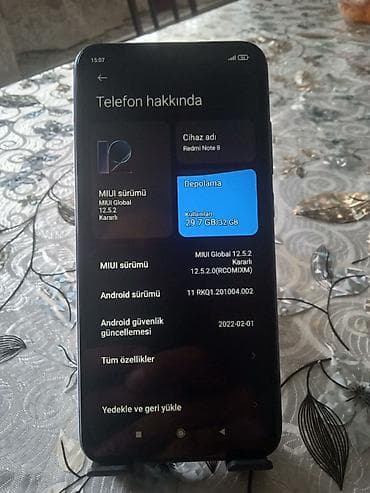 15:07
Telefon hakkında
12
MIUI sürümü
MIUI Global
12.5.2
Kararlı
Cihaz adı
Redmi Note 8
Depolama
Kullanılan
29.7 GB/32 GB
MIUI sürümü
MIUI Global 12.5.2
Kararlı
12.5.2.0(RCOMIXM)
Android sürümü
11 RKQ1.201004.002
Android güvenlik
güncellemesi
2022-02-01
Tüm özellikler
Yedekle ve geri yükle